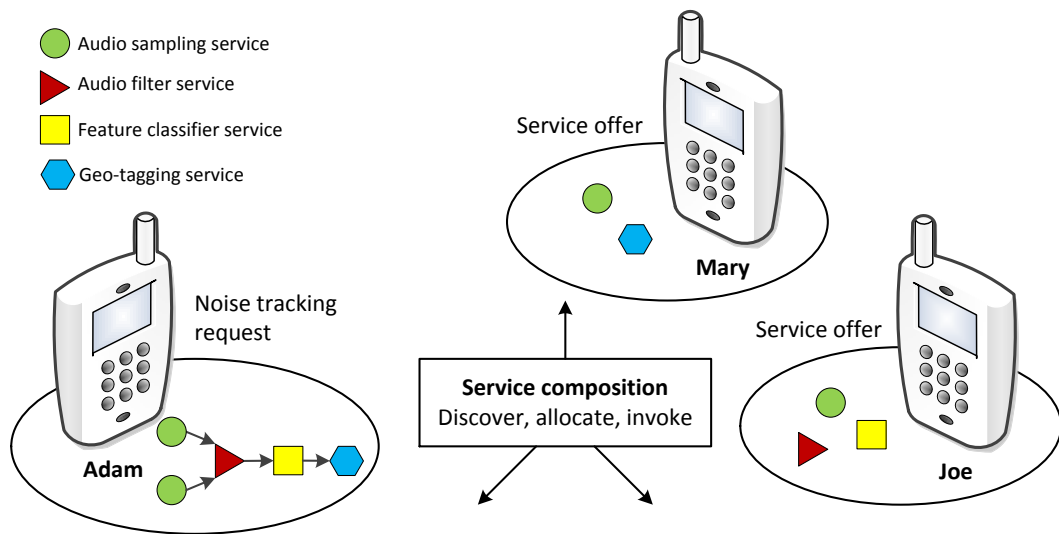 Audio sampling service
Audio filter service
Feature classifier service
Geo-tagging service
Service offer
Mary
Noise tracking
request
Adam
Service composition
Discover, allocate, invoke
Service offer
Joe